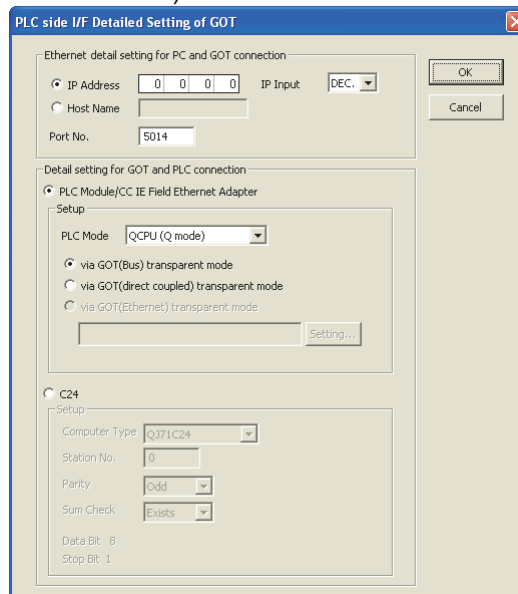 PLC side I/F Detailed Setting of GOT
Ethernet detail setting for PC and GOT connection
IP Address 0 0 0 0 IP Input DEC.
OK
Host Name
Cancel
Port No. 5014
Detail setting for GOT and PLC connection
PLC Module/CC IE Field Ethernet Adapter
Setup
PLC Mode QCPU (Q mode)
via GOT(Bus) transparent mode
via GOT(direct coupled) transparent mode
via GOT(Ethernet) transparent mode
Setting...
C24
Setup
Computer Type QJ71C24
Station No. 0
Parity Odd
Sum Check Exists
Data Bit 8
Stop Bit 1